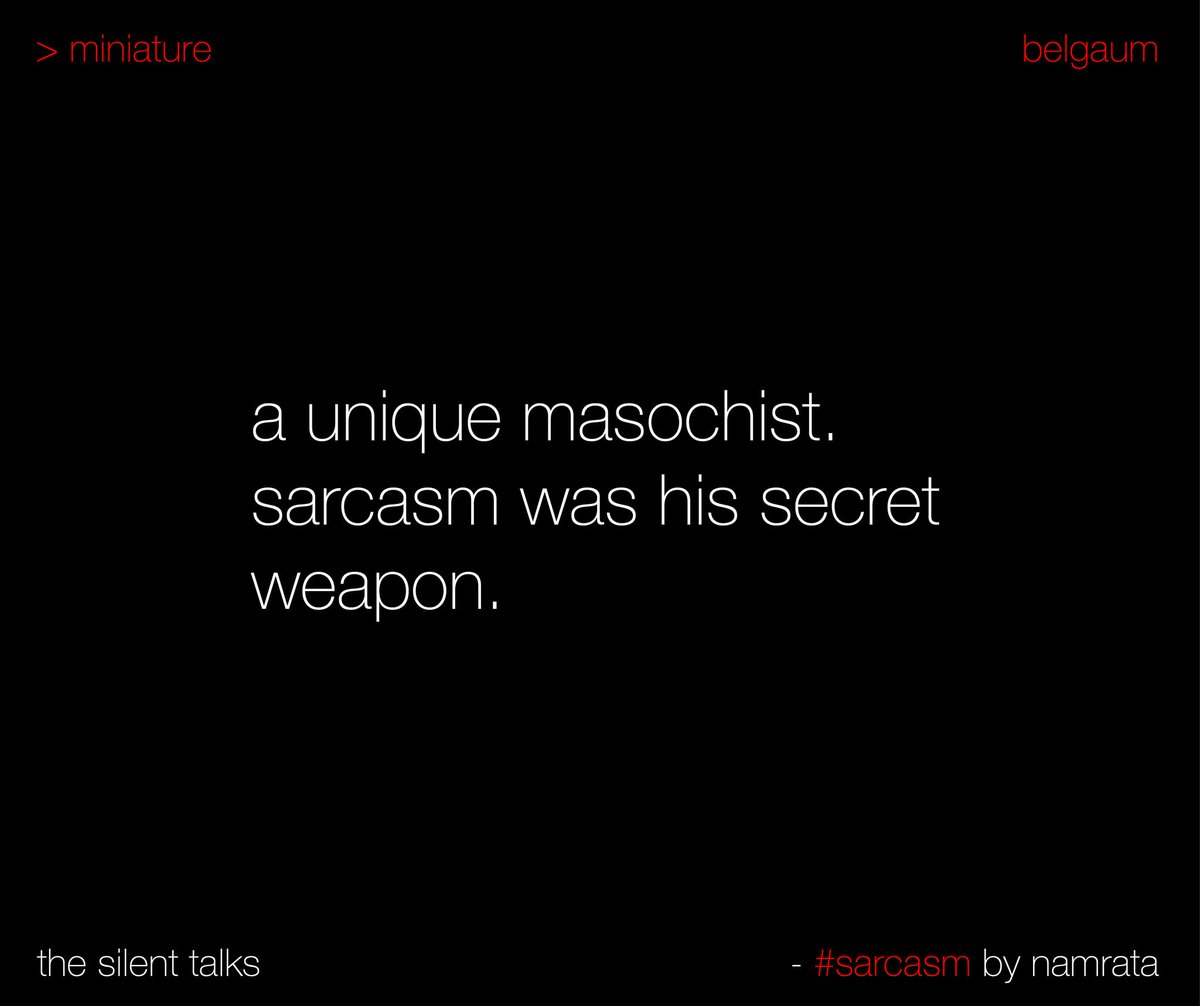 > miniature
belgaum
a unique masochist.
sarcasm was his secret
weapon.
the silent talks
- #sarcasm by namrata